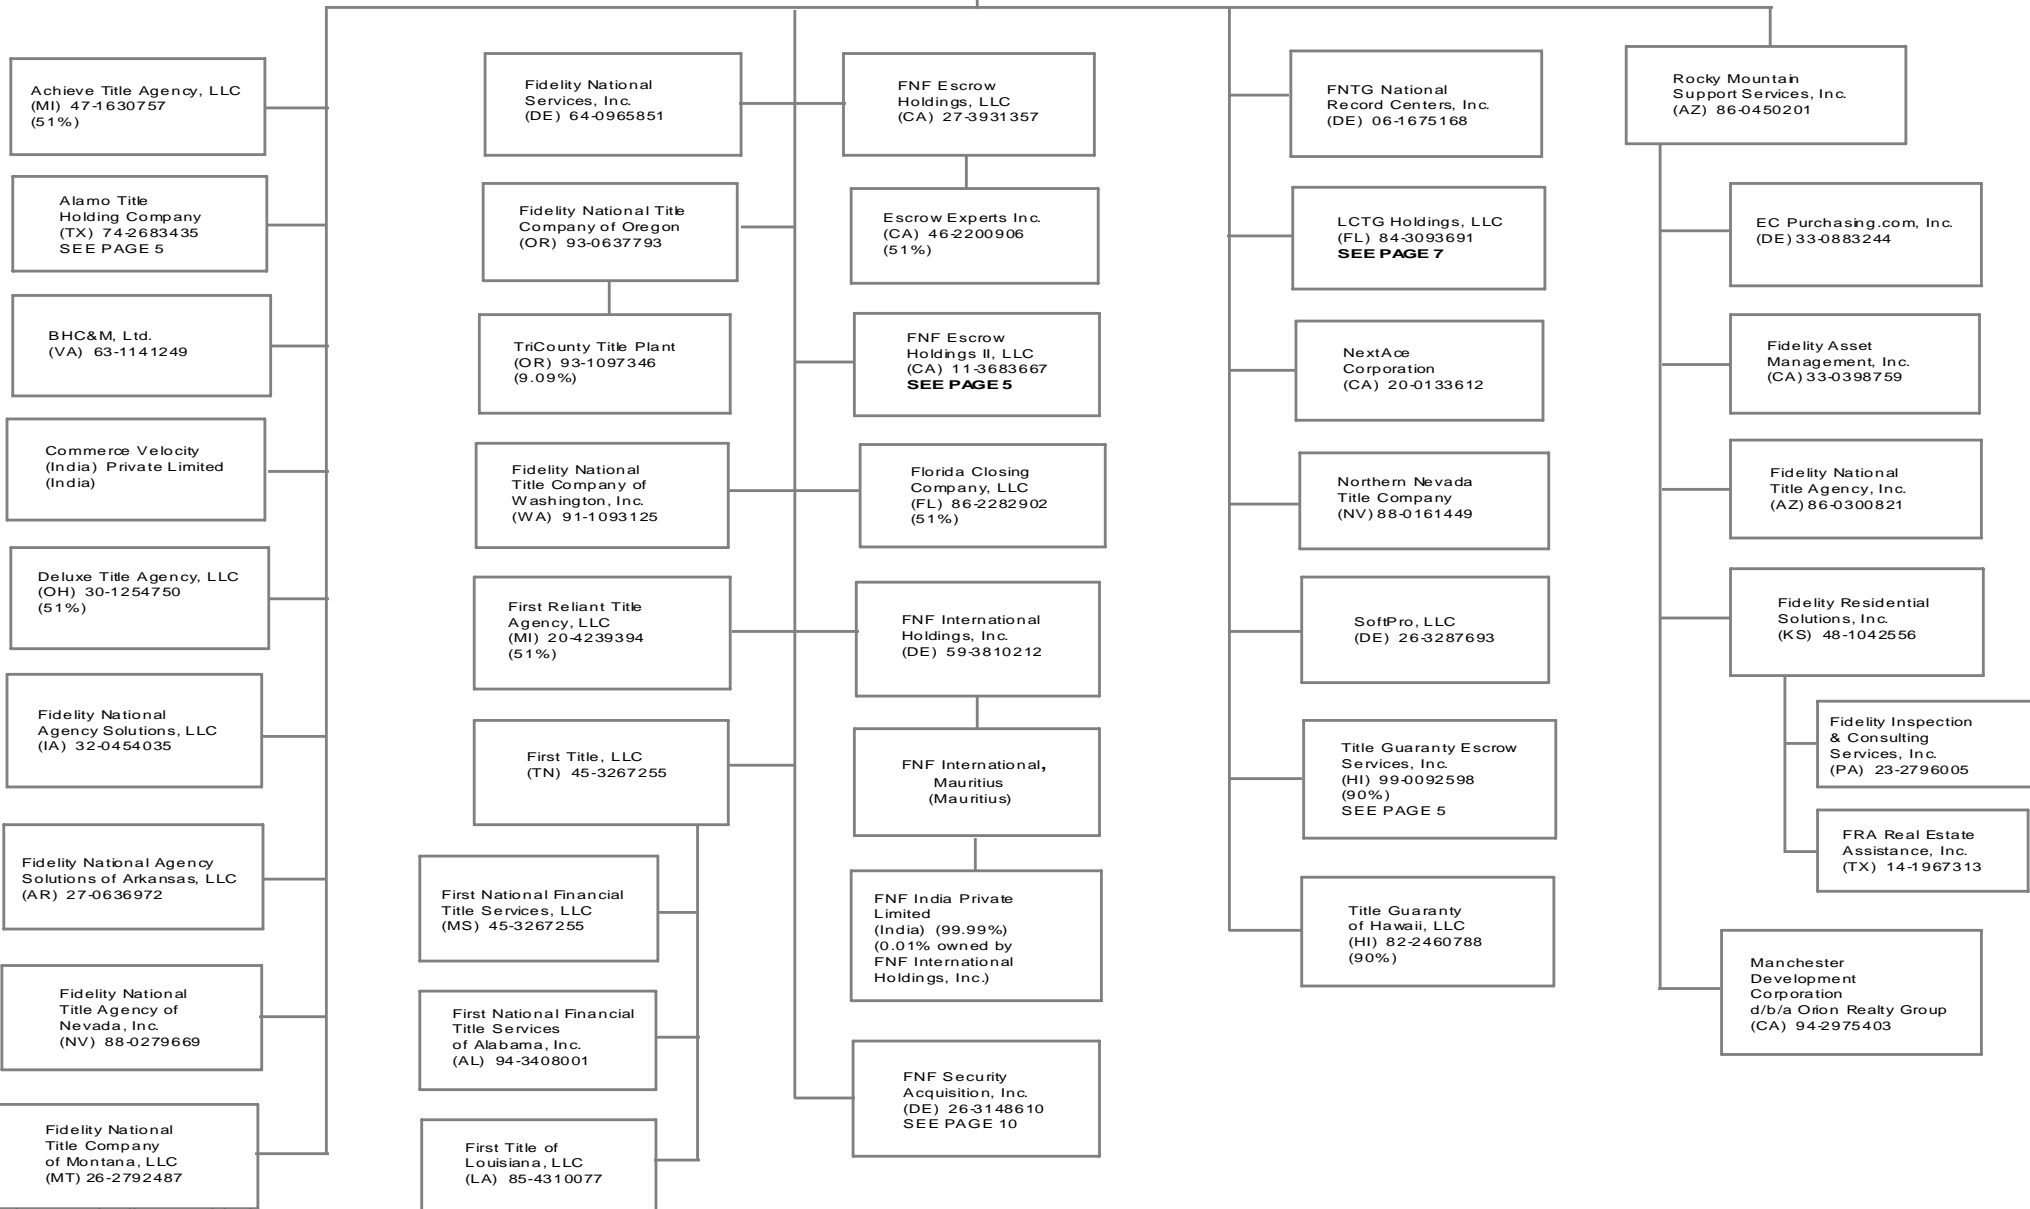 Achieve Title Agency, LLC
(MI) 47-1630757
(51%)
Alamo Title
Holding Company
(TX) 74-2683435
SEE PAGE 5
BHC&M, Ltd.
(VA) 63-1141249
Commerce Velocity
(India) Private Limited
(India)
Deluxe Title Agency, LLC
(OH) 30-1254750
(51%)
Fidelity National
Agency Solutions, LLC
(IA) 32-0454035
Fidelity National Agency
Solutions of Arkansas, LLC
(AR) 27-0636972
Fidelity National
Title Agency of
Nevada, Inc.
(NV) 88-0279669
Fidelity National
Title Company
of Montana, LLC
(MT) 26-2792487
Fidelity National
Services, Inc.
(DE) 64-0965851
Fidelity National Title
Company of Oregon
(OR) 93-0637793
TriCounty Title Plant
(OR) 93-1097346
(9.09%)
Fidelity National
Title Company of
Washington, Inc.
(WA) 91-1093125
First Reliant Title
Agency, LLC
(MI) 20-4239394
(51%)
First Title, LLC
(TN) 45-3267255
First National Financial
Title Services, LLC
(MS) 45-3267255
First National Financial
Title Services
of Alabama, Inc.
(AL) 94-3408001
First Title of
Louisiana, LLC
(LA) 85-4310077
FNF Escrow
Holdings, LLC
(CA) 27-3931357
Escrow Experts Inc.
(CA) 46-2200906
(51%)
FNF Escrow
Holdings II, LLC
(CA) 11-3683667
SEE PAGE 5
Florida Closing
Company, LLC
(FL) 86-2282902
(51%)
FNF International
Holdings, Inc.
(DE) 59-3810212
FNF International,
Mauritius
(Mauritius)
FNF India Private
Limited
(India) (99.99%)
(0.01% owned by
FNF International
Holdings, Inc.)
FNF Security
Acquisition, Inc.
(DE) 26-3148610
SEE PAGE 10
FNTG National
Record Centers, Inc.
(DE) 06-1675168
LCTG Holdings, LLC
(FL) 84-3093691
SEE PAGE 7
NextAce
Corporation
(CA) 20-0133612
Northern Nevada
Title Company
(NV) 88-0161449
SoftPro, LLC
(DE) 26-3287693
Title Guaranty Escrow
Services, Inc.
(HI) 99-0092598
(90%)
SEE PAGE 5
Title Guaranty
of Hawaii, LLC
(HI) 82-2460788
(90%)
Rocky Mountain
Support Services, Inc.
(AZ) 86-0450201
EC Purchasing.com, Inc.
(DE) 33-0883244
Fidelity Asset
Management, Inc.
(CA) 33-0398759
Fidelity National
Title Agency, Inc.
(AZ) 86-0300821
Fidelity Residential
Solutions, Inc.
(KS) 48-1042556
Fidelity Inspection
& Consulting
Services, Inc.
(PA) 23-2796005
FRA Real Estate
Assistance, Inc.
(TX) 14-1967313
Manchester
Development
Corporation
d/b/a Orion Realty Group
(CA) 94-2975403